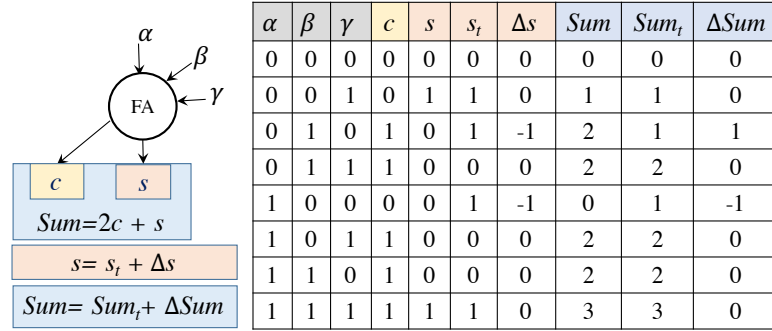 α
β
γ
FA
c s
Sum=2c + s
s= s_t + Δs
Sum= Sum_t+ ΔSum
α β γ c s s_t Δs Sum Sum_t ΔSum
0 0 0 0 0 0 0 0 0 0
0 0 1 0 1 1 0 1 1 0
0 1 0 1 0 1 -1 2 1 1
0 1 1 1 0 0 0 2 2 0
1 0 0 0 0 1 -1 0 1 -1
1 0 1 1 0 0 0 2 2 0
1 1 0 1 0 0 0 2 2 0
1 1 1 1 1 1 0 3 3 0